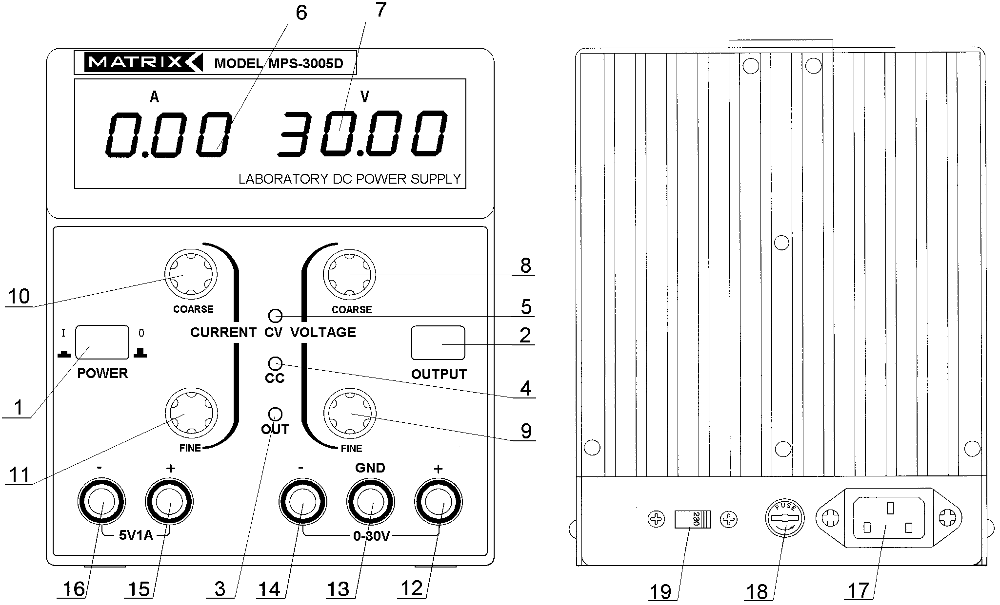 6 7
MATRIX MODEL MPS-3005D
A V
0.00 30.00
LABORATORY DC POWER SUPPLY
8
10
COARSE COARSE
5
I 0
CURRENT CV VOLTAGE
2
POWER CC OUTPUT
4
1
OUT
9
FINE FINE
11
- + - GND +
FUSE
230
5V1A 0-30V
16 15 3 14 13 12 19 18 17